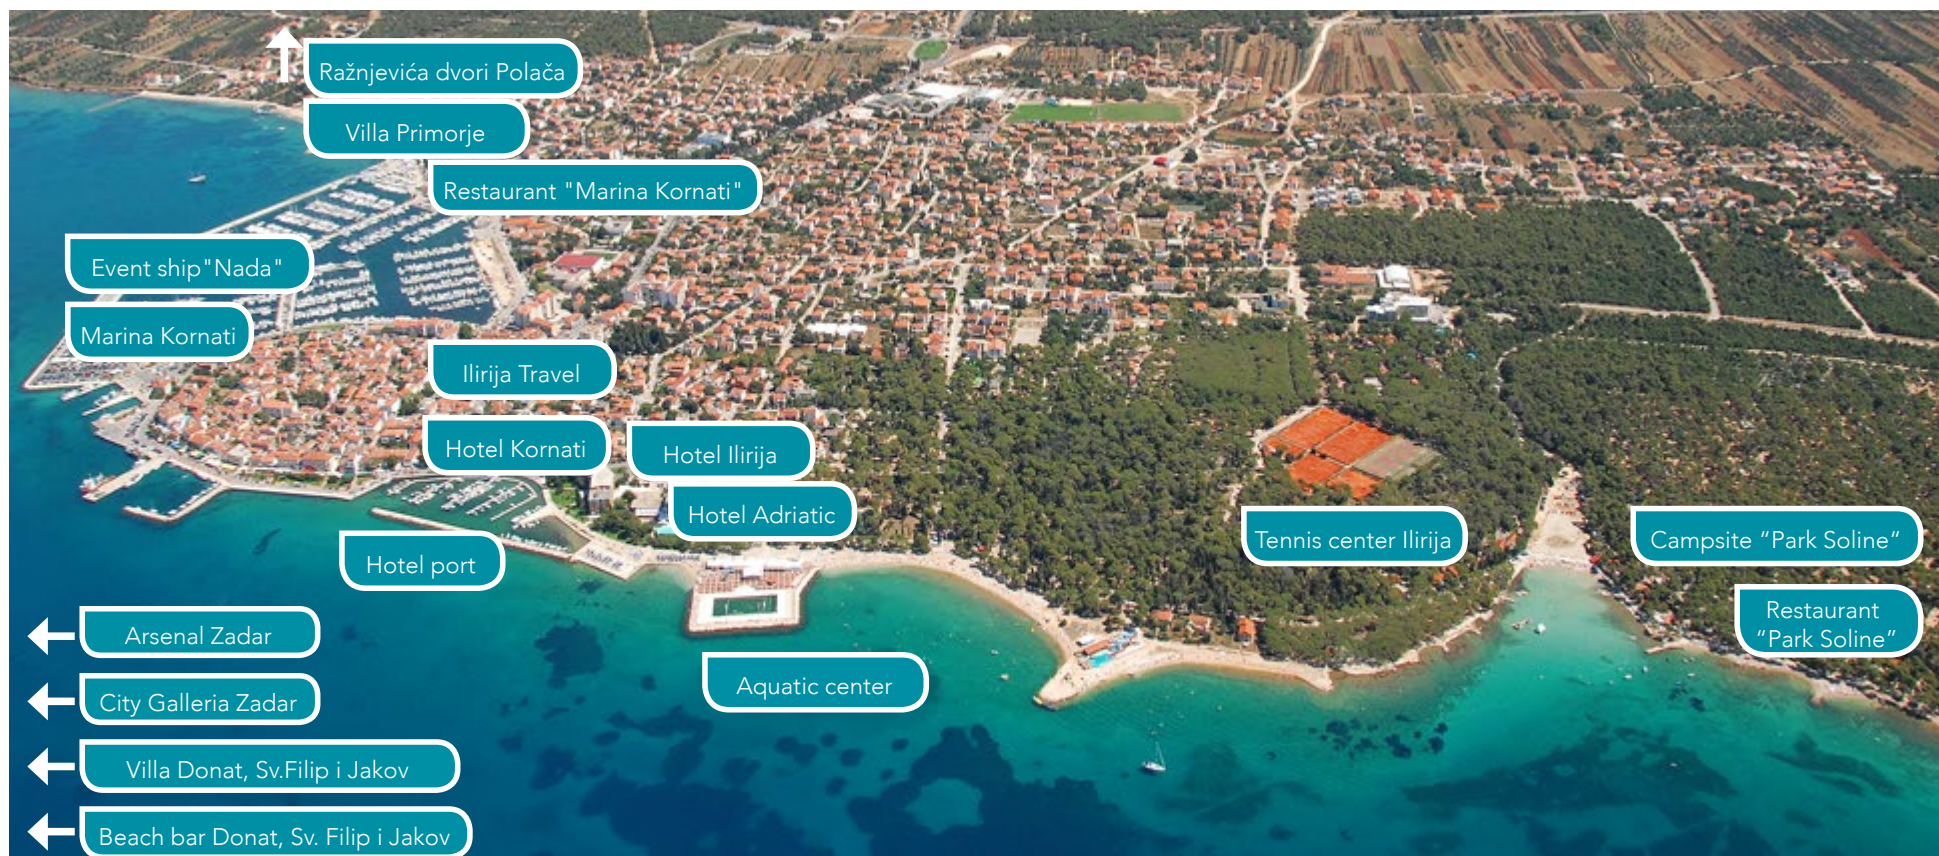 Ražnjevića dvori Polača
Villa Primorje
Restaurant "Marina Kornati"
Event ship"Nada"
Marina Kornati
Ilirija Travel
Hotel Kornati
Hotel Ilirija
Hotel Adriatic
Hotel port
Tennis center Ilirija
Campsite “Park Soline“
Restaurant
“Park Soline”
Aquatic center
Arsenal Zadar
City Galleria Zadar
Villa Donat, Sv.Filip i Jakov
Beach bar Donat, Sv. Filip i Jakov